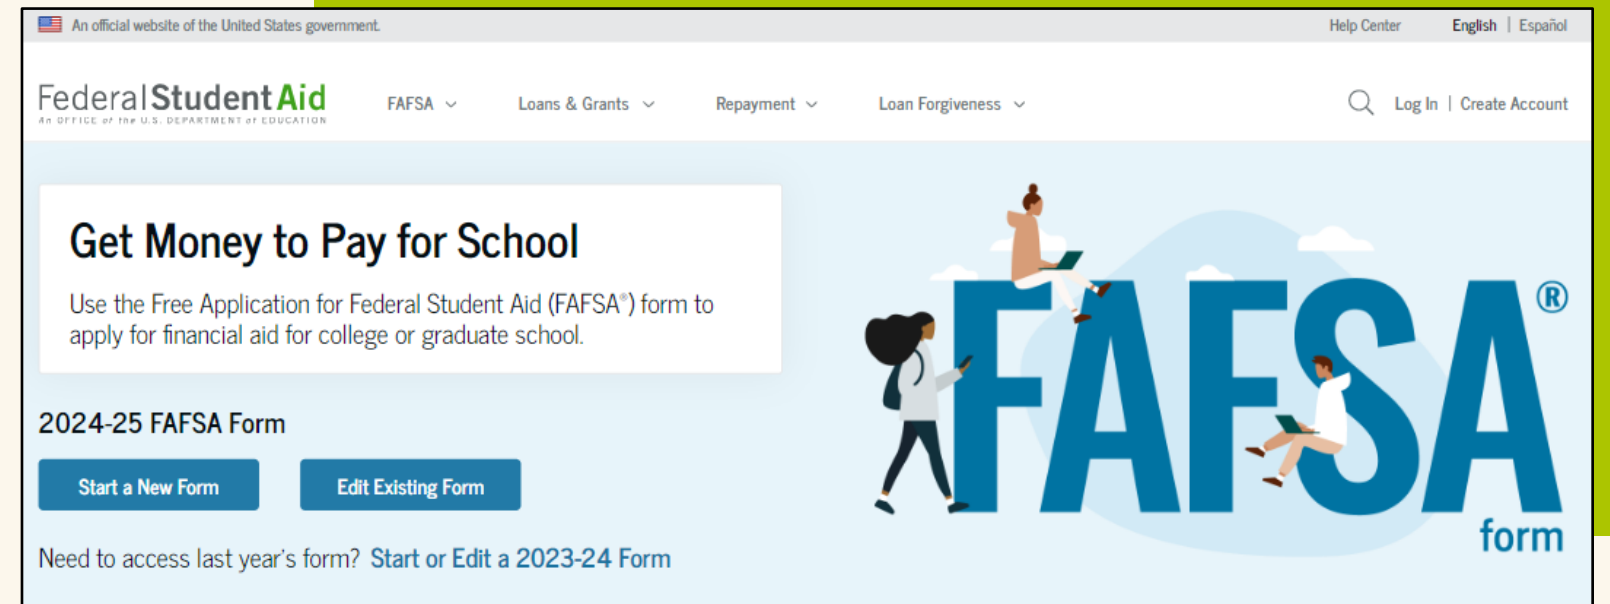 An official website of the United States government.
Help Center English | Español
Federal Student Aid
An OFFICE of the U.S. DEPARTMENT of EDUCATION
FAFSA Loans & Grants Repayment Loan Forgiveness Log In | Create Account
Get Money to Pay for School
Use the Free Application for Federal Student Aid (FAFSA®) form to
apply for financial aid for college or graduate school.
2024-25 FAFSA Form
Start a New Form Edit Existing Form
Need to access last year's form? Start or Edit a 2023-24 Form
FAFSA®
form